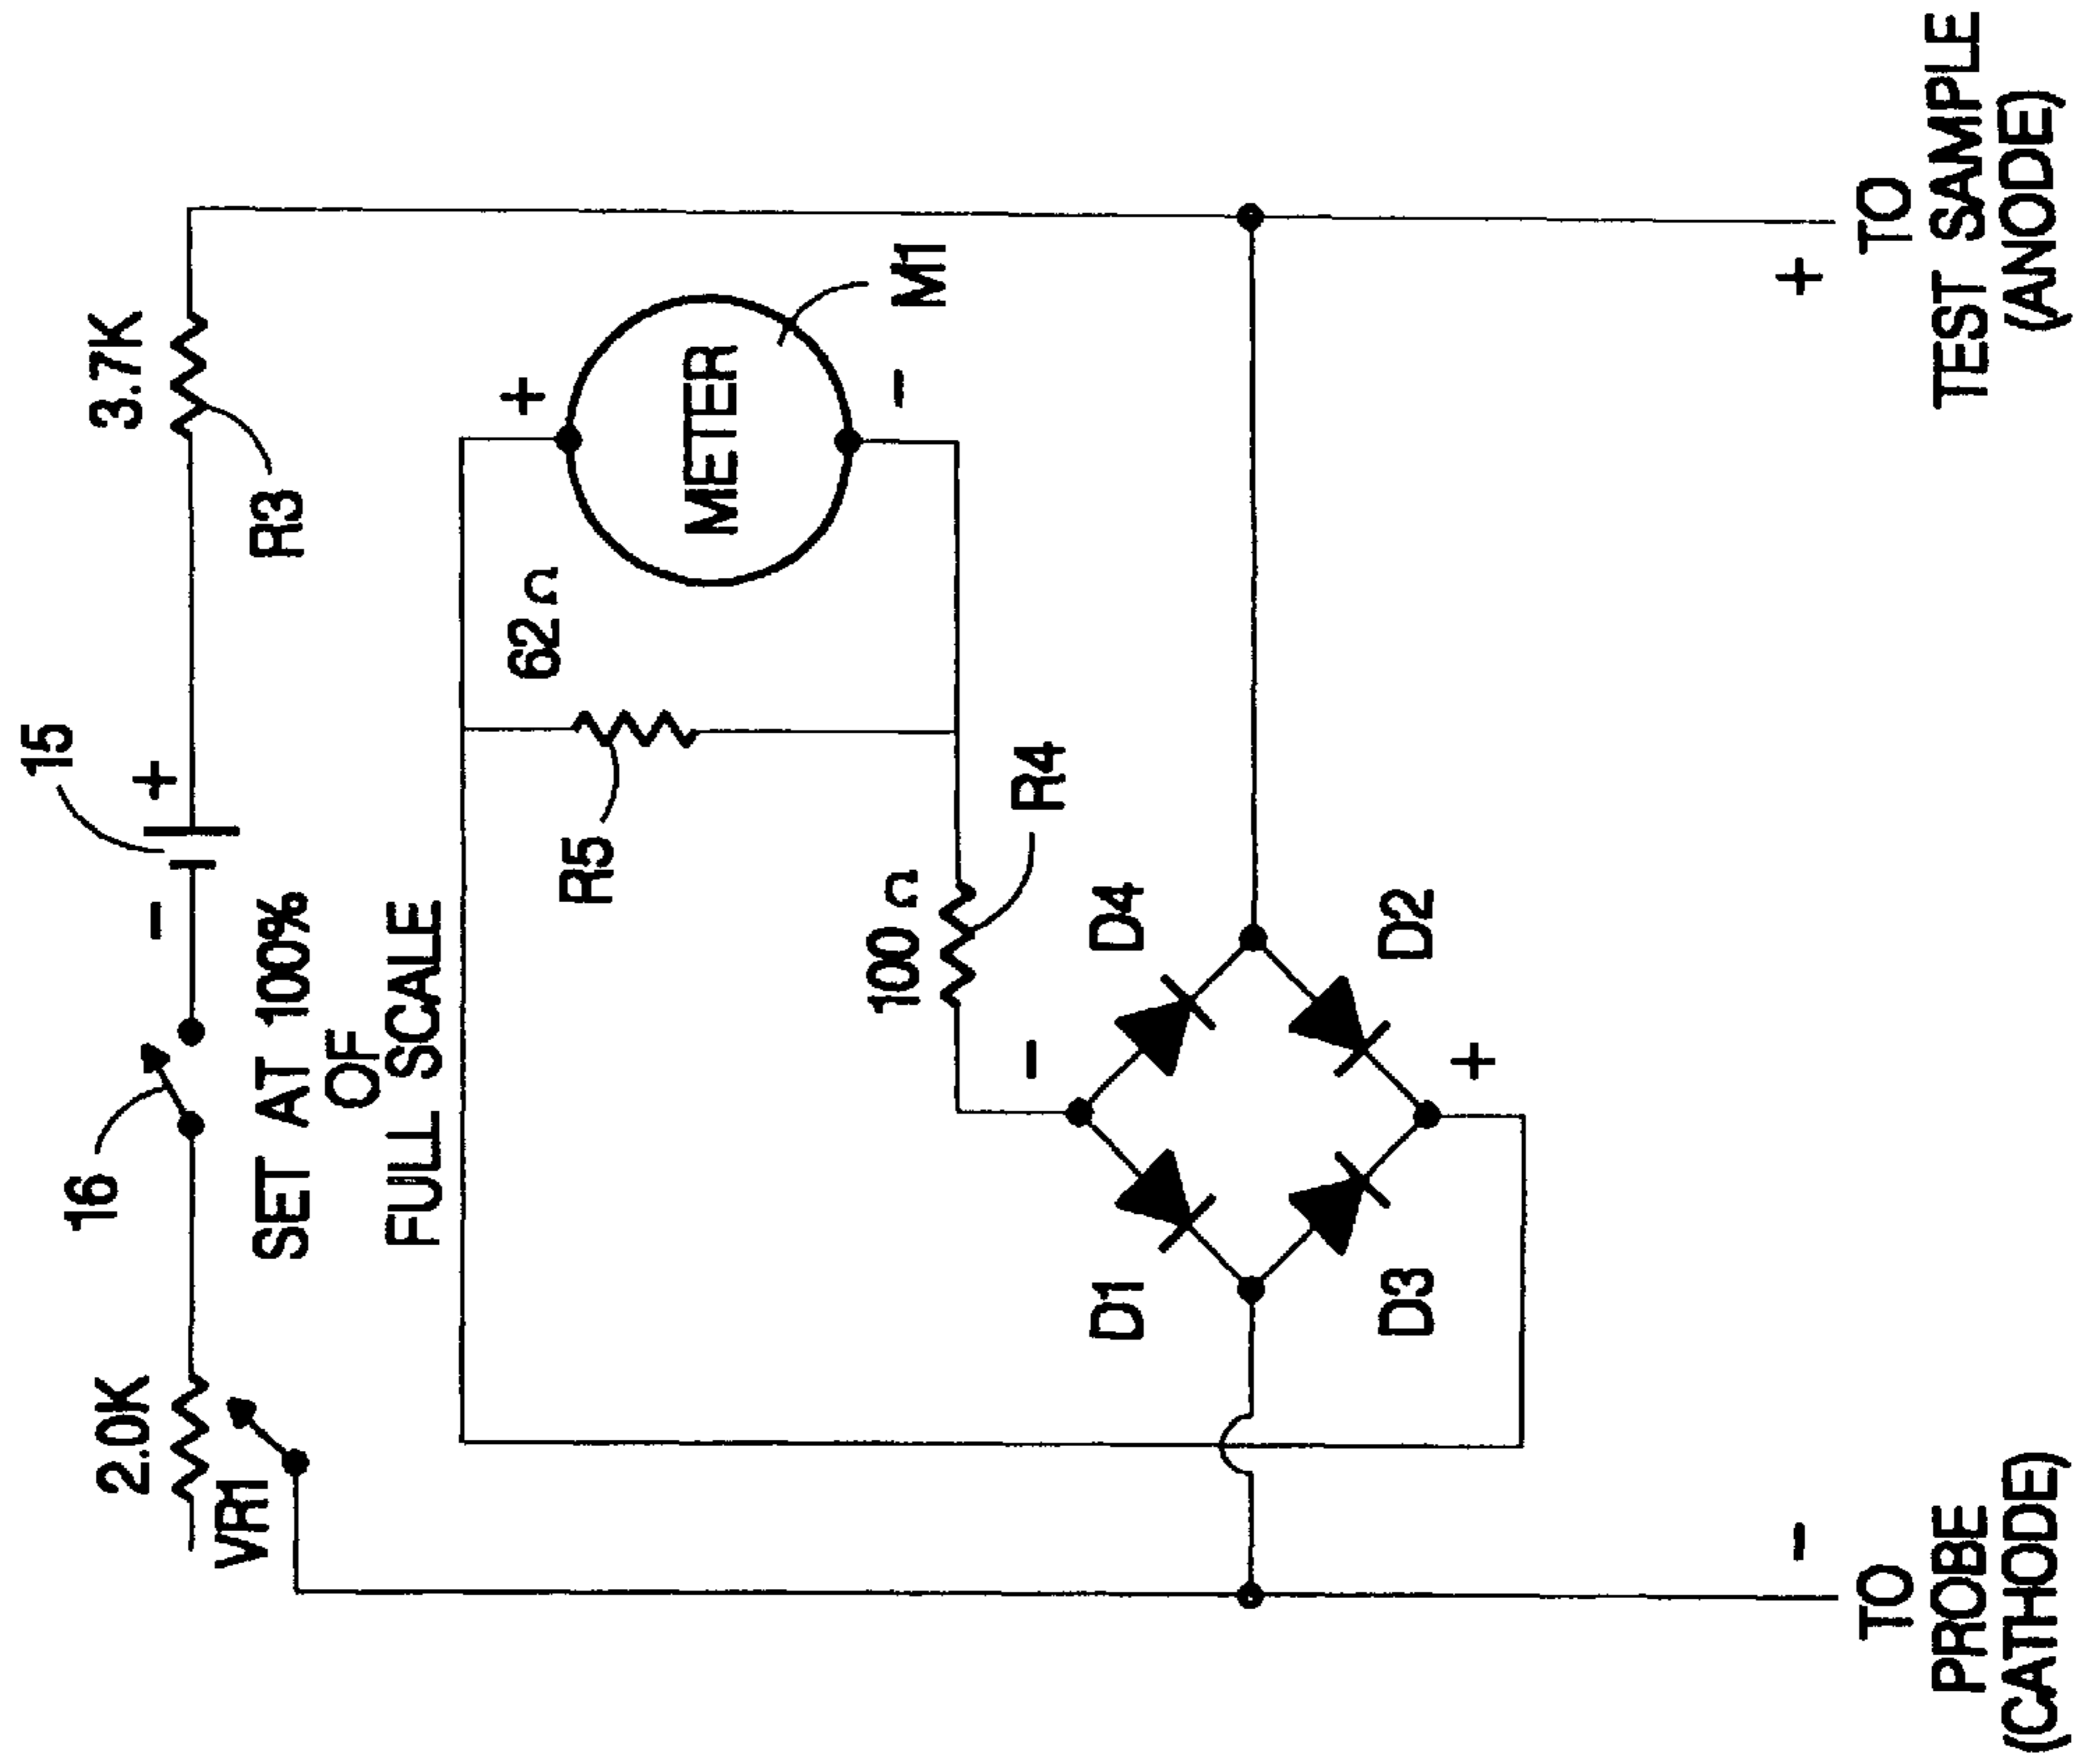 15
16
2.0K
-
+
3.7K
VR1
SET AT 100%
OF
FULL SCALE
R3
+
62 Ω
R5
METER
100 Ω
-
M1
R4
-
D1
D4
D3
D2
+
-
TO
PROBE
(CATHODE)
+
TO
TEST SAMPLE
(ANODE)